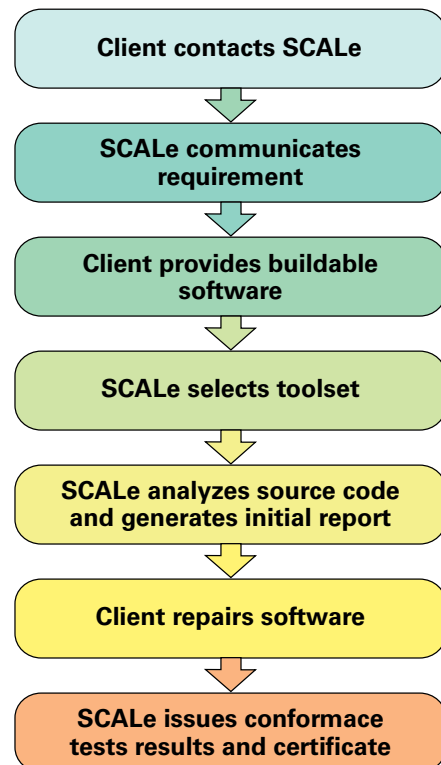 Client contacts SCALe
SCALe communicates
requirement
Client provides buildable
software
SCALe selects toolset
SCALe analyzes source code
and generates initial report
Client repairs software
SCALe issues conformace
tests results and certificate